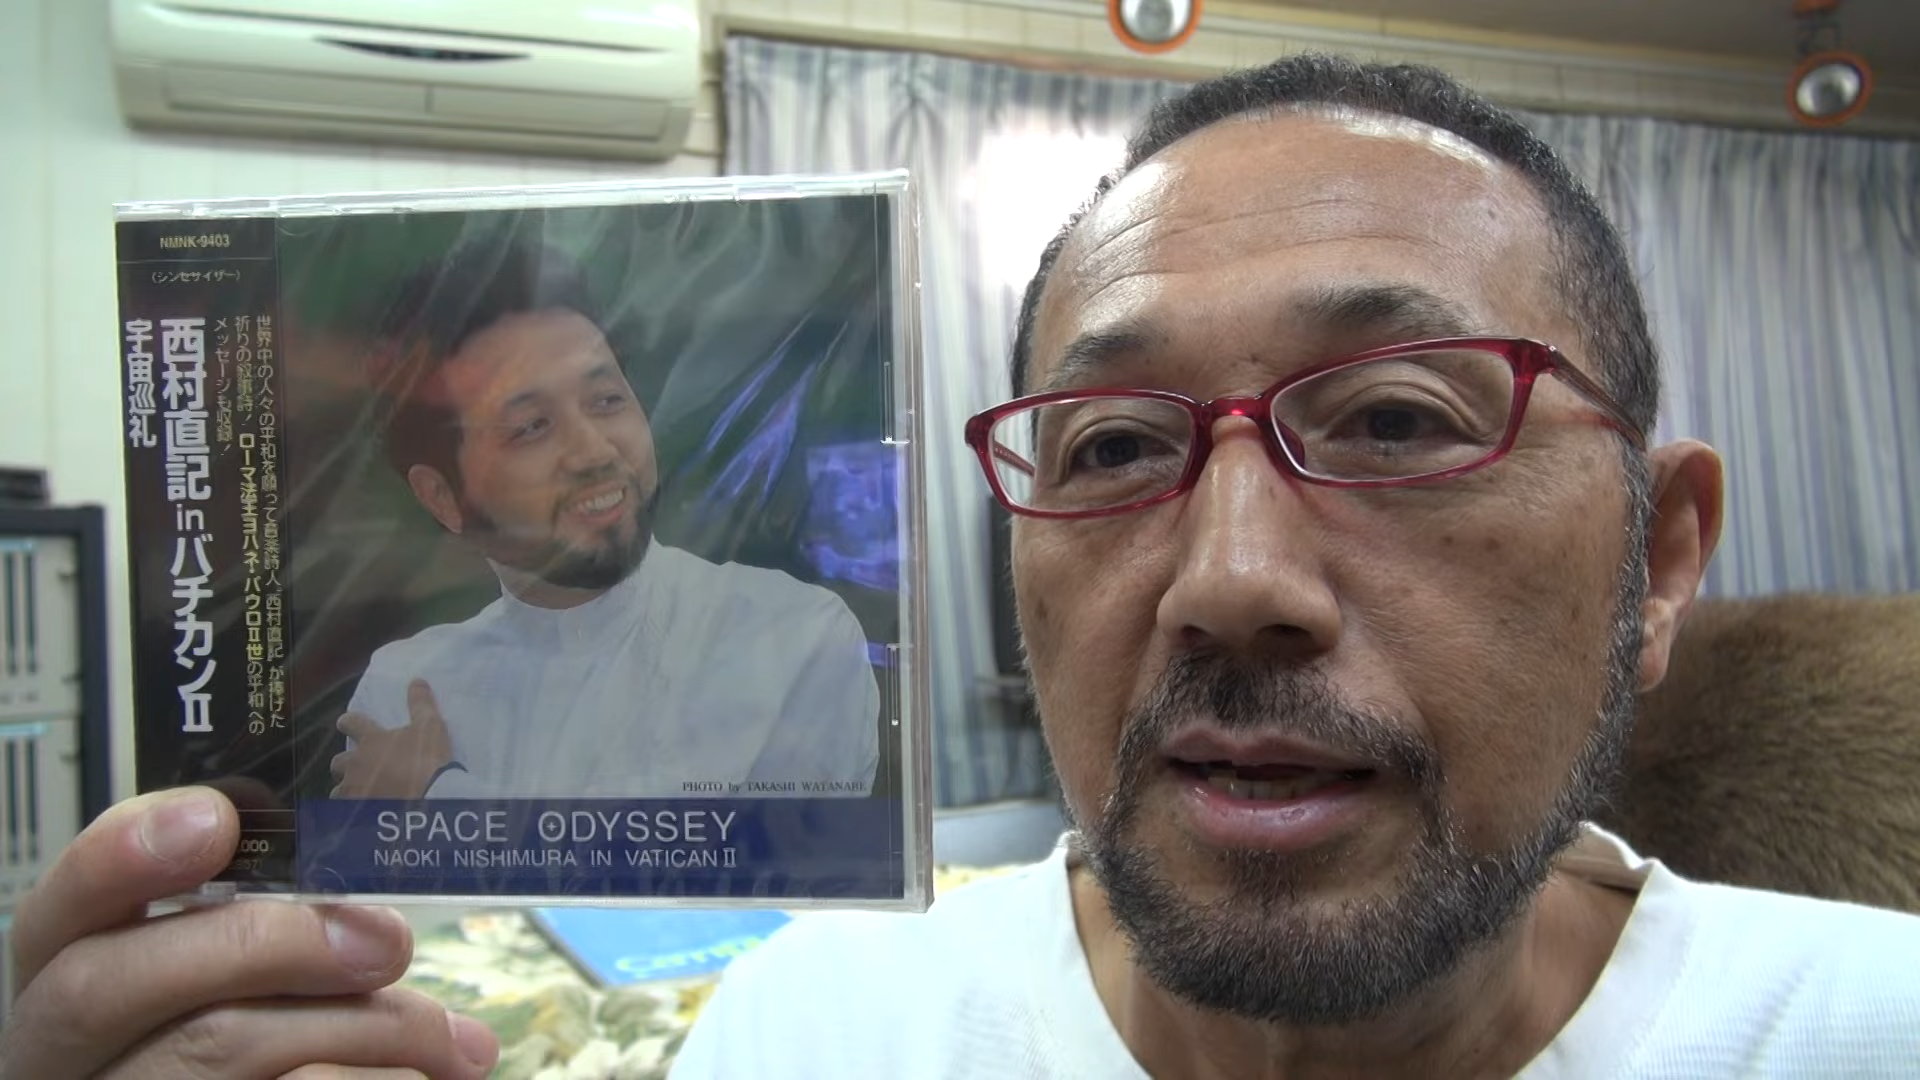 NMNK-9403
(シンセサイザー)
世界中の人々の平和を願って音楽詩人“西村直記”が捧げた
祈りの叙事詩! ローマ法王ヨハネ・パウロⅡ世の平和への
メッセージも収録!
西村直記 in バチカンⅡ
宇宙巡礼
PHOTO by TAKASHI WATANABE
SPACE ODYSSEY
NAOKI NISHIMURA IN VATICAN Ⅱ